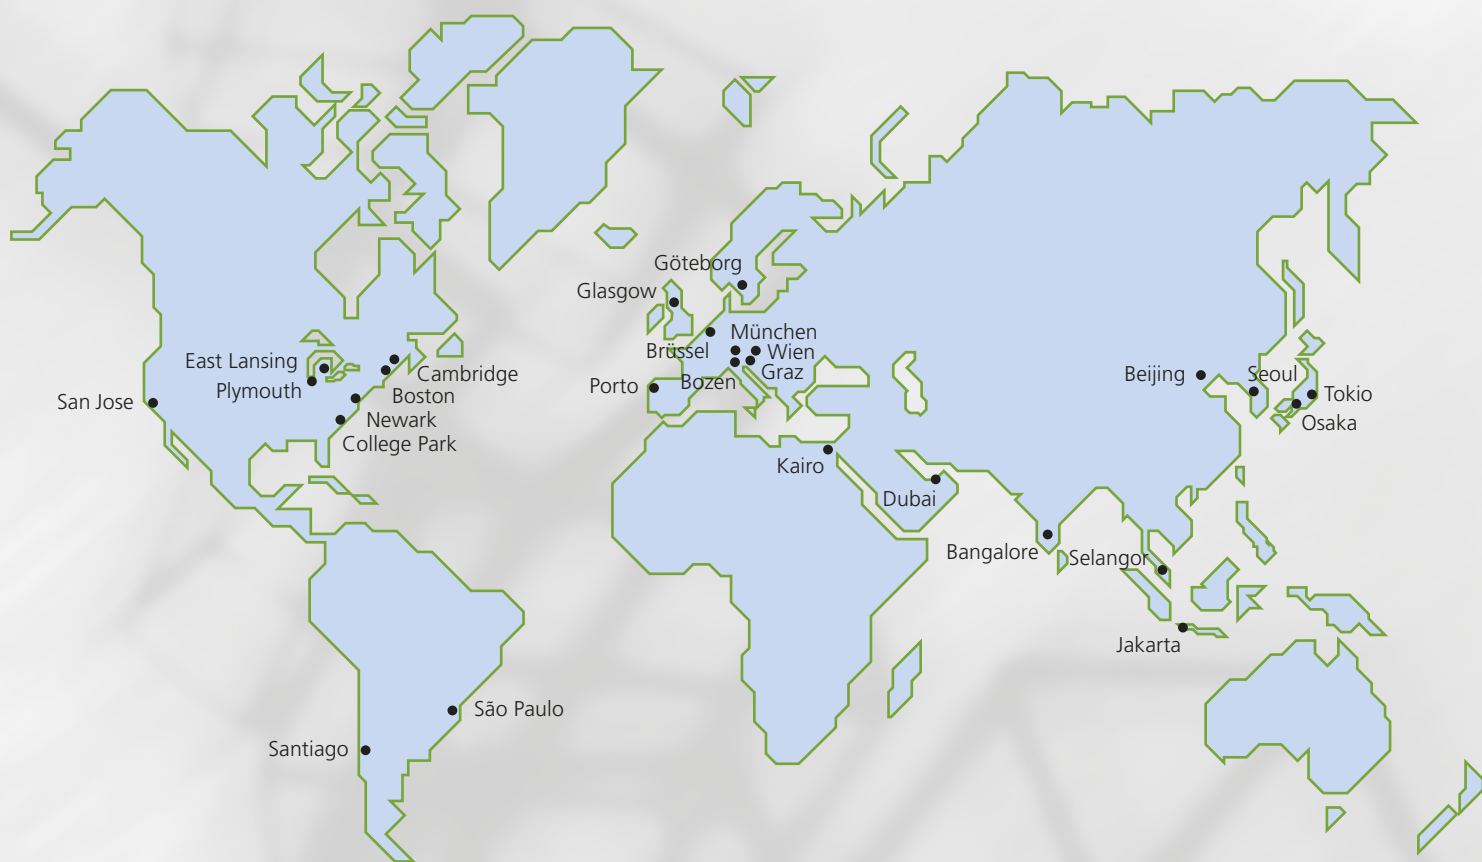 Göteborg
Glasgow
München
Brüssel
Wien
East Lansing
Cambridge
Graz
Beijing
Seoul
Bozen
Porto
Plymouth
Boston
Tokio
San Jose
Newark
Osaka
College Park
Kairo
Dubai
Bangalore
Selangor
Jakarta
São Paulo
Santiago